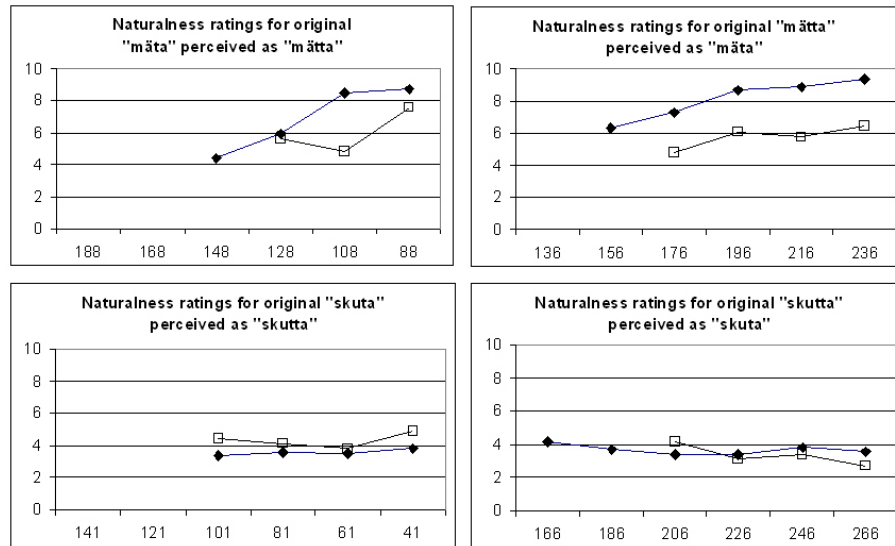 Naturalness ratings for original
"mäta" perceived as "mätta"
10
8
6
4
2
0
188 168 148 128 108 88
Naturalness ratings for original "mätta"
perceived as "mäta"
10
8
6
4
2
0
136 156 176 196 216 236
Naturalness ratings for original "skuta"
perceived as "skutta"
10
8
6
4
2
0
141 121 101 81 61 41
Naturalness ratings for original "skutta"
perceived as "skuta"
10
8
6
4
2
0
166 186 206 226 246 266